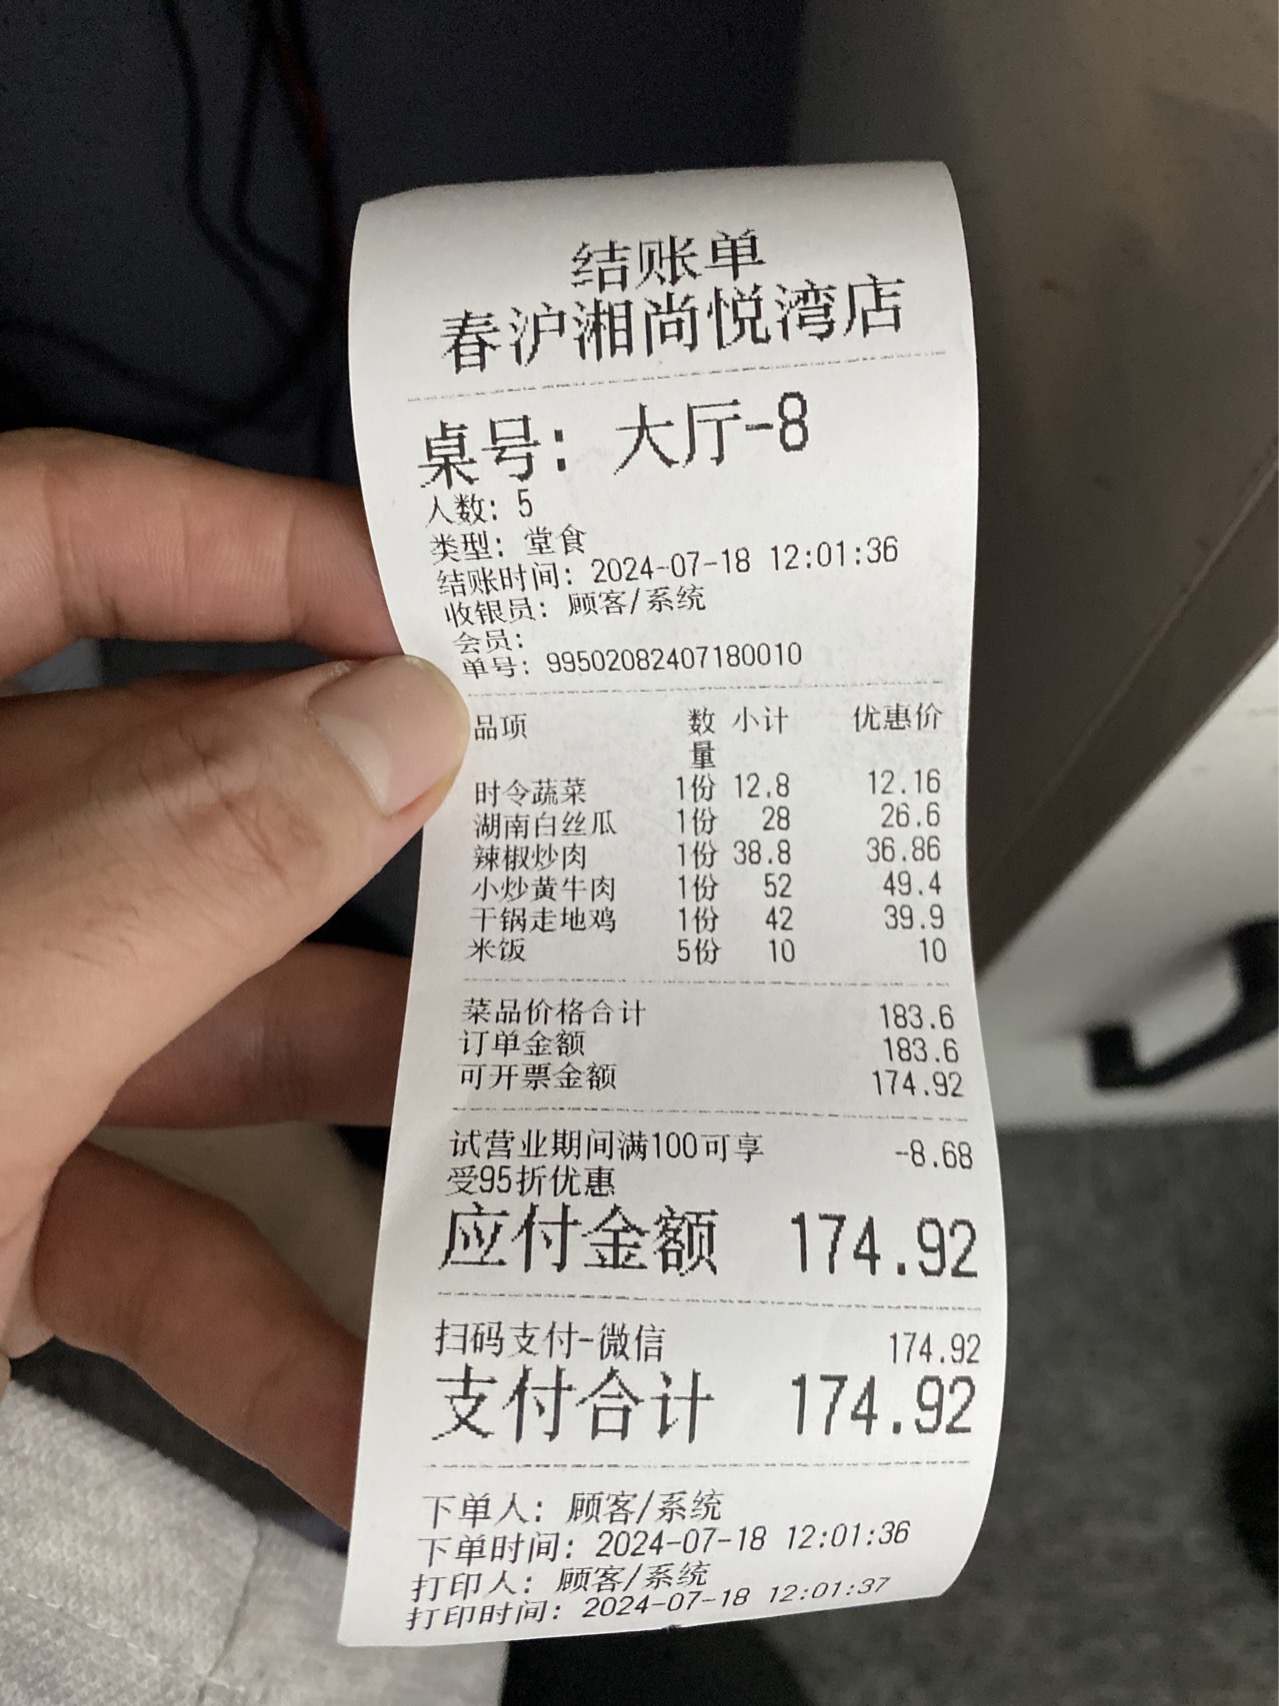 结账单
春沪湘尚悦湾店
桌号: 大厅-8
人数: 5
类型: 堂食
结账时间: 2024-07-18 12:01:36
收银员: 顾客/系统
会员:
单号: 99502082407180010
品项 数量 小计 优惠价
时令蔬菜 1份 12.8 12.16
湖南白丝瓜 1份 28 26.6
辣椒炒肉 1份 38.8 36.86
小炒黄牛肉 1份 52 49.4
干锅走地鸡 1份 42 39.9
米饭 5份 10 10
菜品价格合计 183.6
订单金额 183.6
可开票金额 174.92
试营业期间满100可享 -8.68
受95折优惠
应付金额 174.92
扫码支付-微信 174.92
支付合计 174.92
下单人: 顾客/系统
下单时间: 2024-07-18 12:01:36
打印人: 顾客/系统
打印时间: 2024-07-18 12:01:37